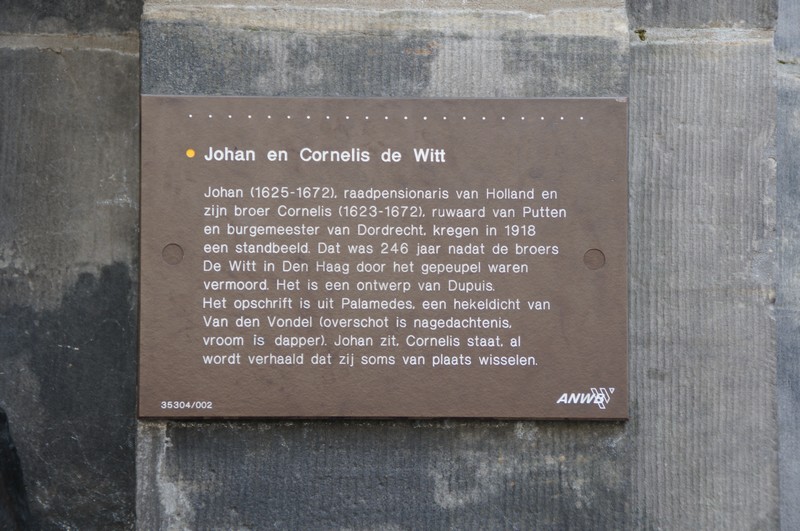 Johan en Cornelis de Witt
Johan (1625-1672), raadpensionaris van Holland en
zijn broer Cornelis (1623-1672), ruwaard van Putten
en burgemeester van Dordrecht, kregen in 1918
een standbeeld. Dat was 246 jaar nadat de broers
De Witt in Den Haag door het gepeupel waren
vermoord. Het is een ontwerp van Dupuis.
Het opschrift is uit Palamedes, een hekeldicht van
Van den Vondel (overschot is nagedachtenis,
vroom is dapper). Johan zit, Cornelis staat, al
wordt verhaald dat zij soms van plaats wisselen.
35304/002
ANWB